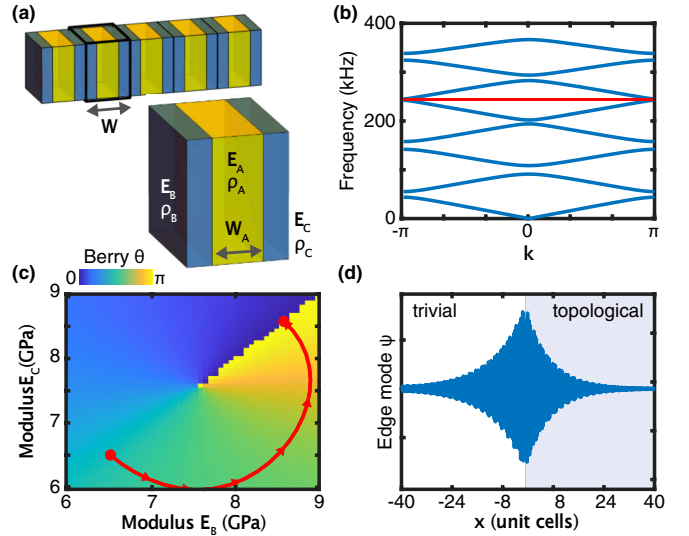 (a)
W
E_A
ρ_A
E_B
ρ_B
W_A
E_C
ρ_C
(b)
400
200
0
Frequency (kHz)
-π
0
π
k
(c)
Berry θ
0
π
9
8
7
6
Modulus E_C (GPa)
6
7
8
9
Modulus E_B (GPa)
(d)
trivial
topological
Edge mode ψ
-40
-24
-8
8
24
40
x (unit cells)